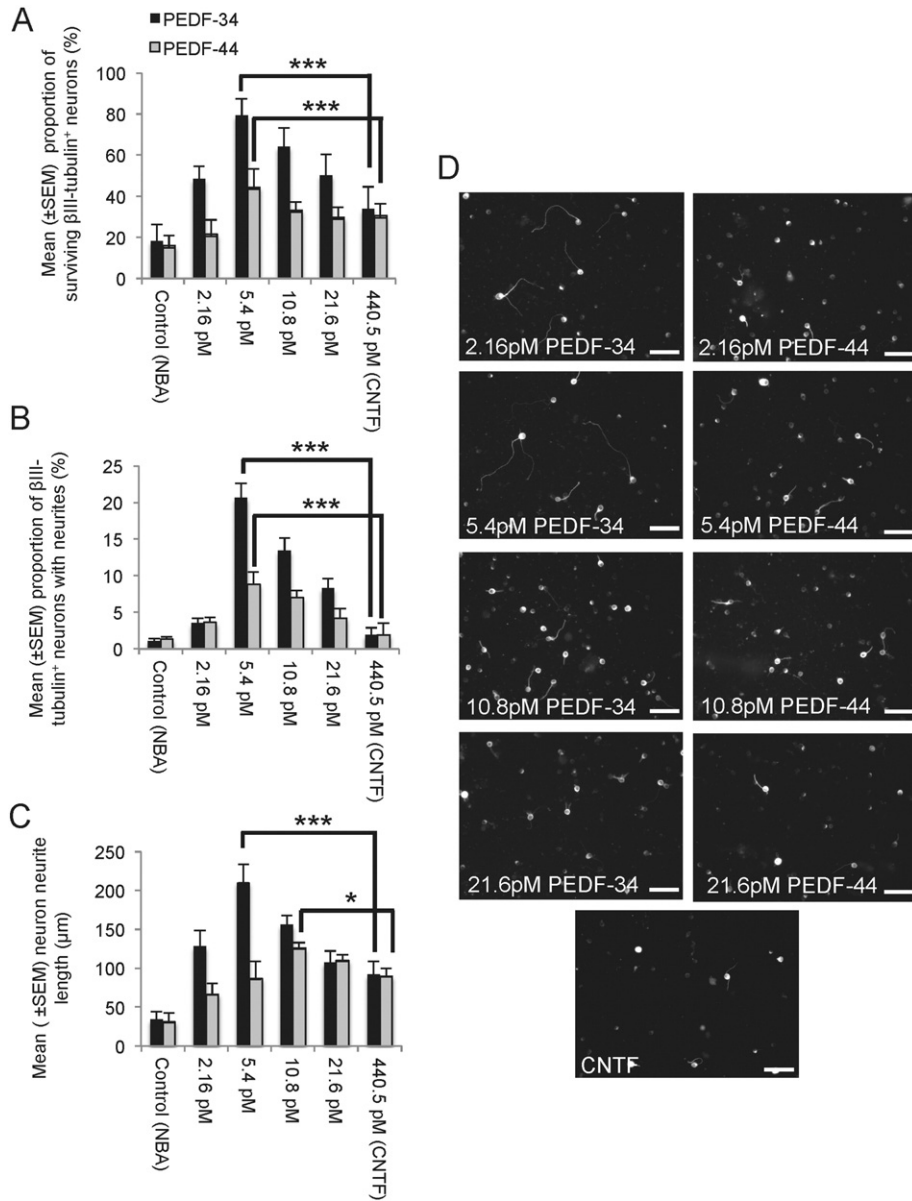 A
PEDF-34
PEDF-44
Mean (±SEM) proportion of
surviving βIII-tubulin⁺ neurons (%)
100
80
60
40
20
0
***
***
Control (NBA)
2.16 pM
5.4 pM
10.8 pM
21.6 pM
440.5 pM (CNTF)
B
Mean (±SEM) proportion of βIII-
tubulin⁺ neurons with neurites (%)
25
20
15
10
5
0
***
***
Control (NBA)
2.16 pM
5.4 pM
10.8 pM
21.6 pM
440.5 pM (CNTF)
C
Mean ( ±SEM) neuron neurite
length (µm)
250
200
150
100
50
0
***
*
Control (NBA)
2.16 pM
5.4 pM
10.8 pM
21.6 pM
440.5 pM (CNTF)
D
2.16pM PEDF-34
2.16pM PEDF-44
5.4pM PEDF-34
5.4pM PEDF-44
10.8pM PEDF-34
10.8pM PEDF-44
21.6pM PEDF-34
21.6pM PEDF-44
CNTF